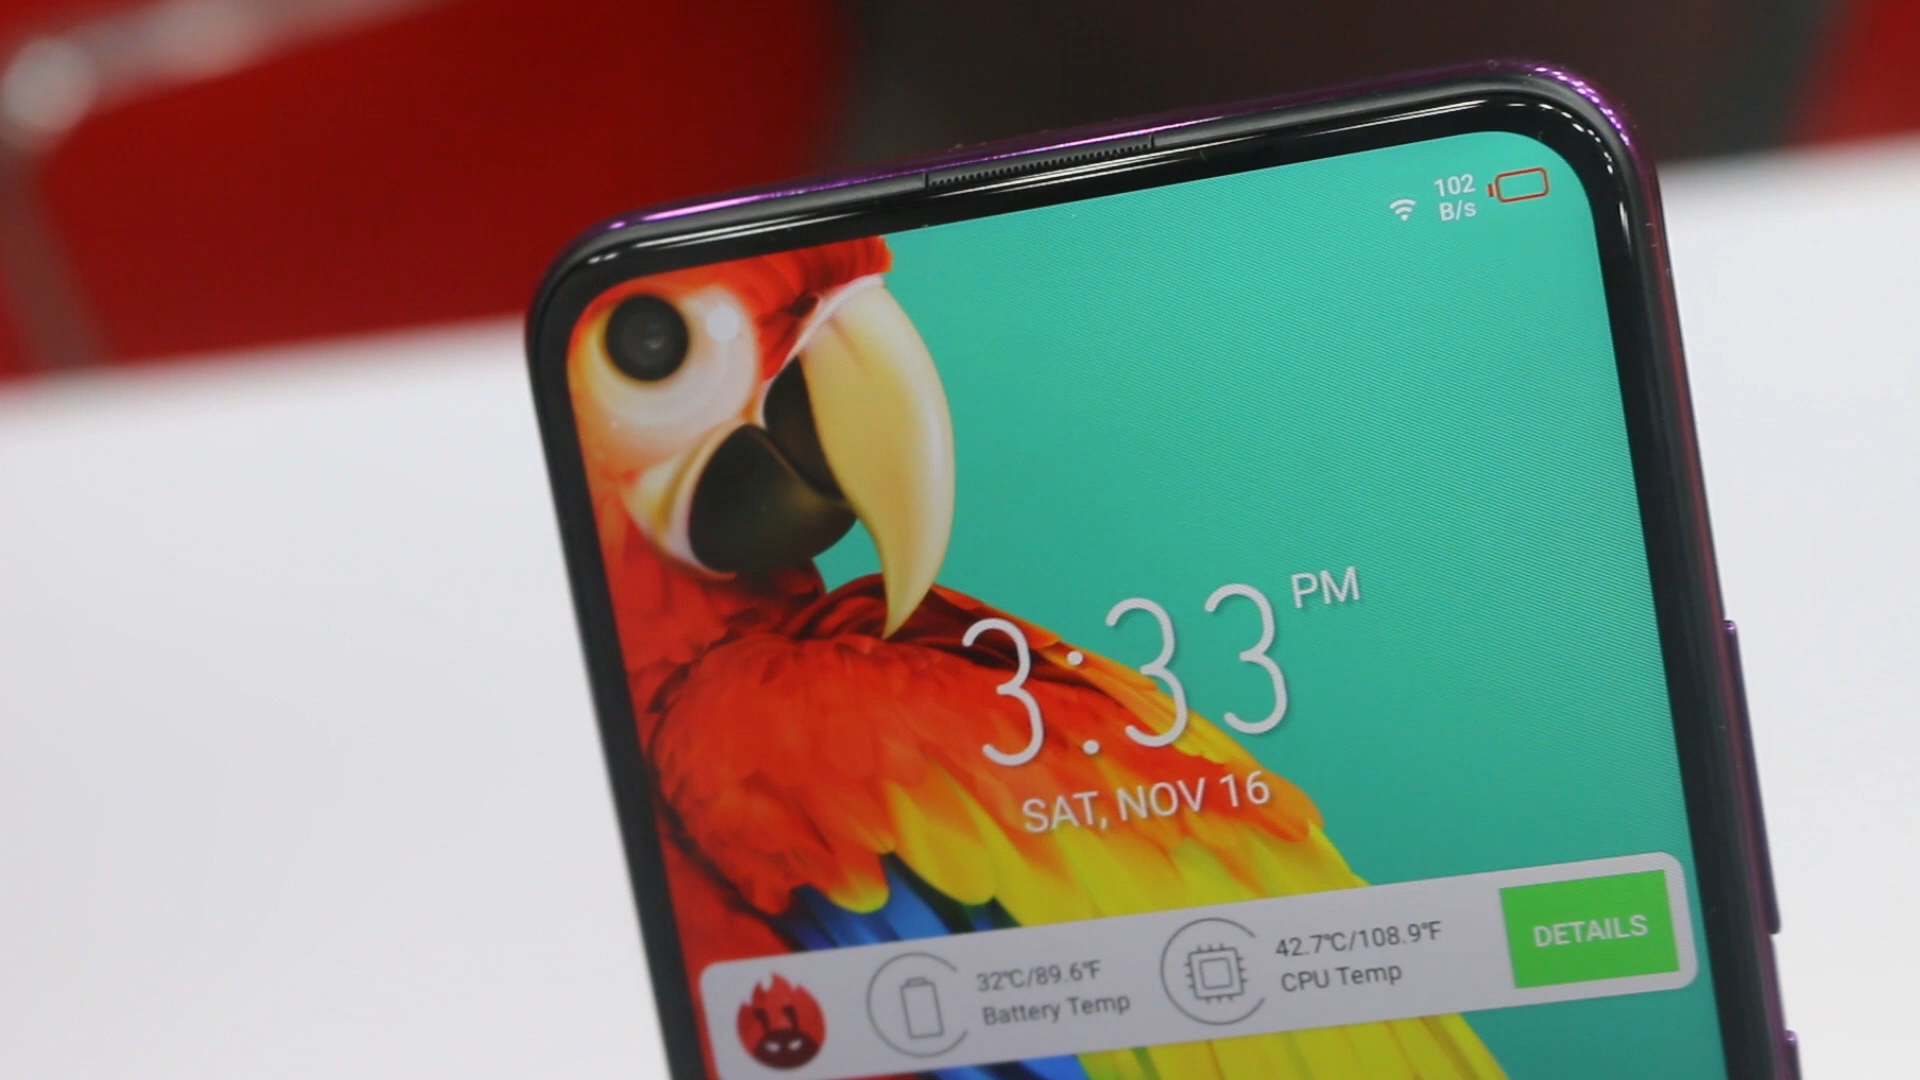 102
B/s
3:33 PM
SAT, NOV 16
32℃/89.6℉
Battery Temp
42.7℃/108.9℉
CPU Temp
DETAILS